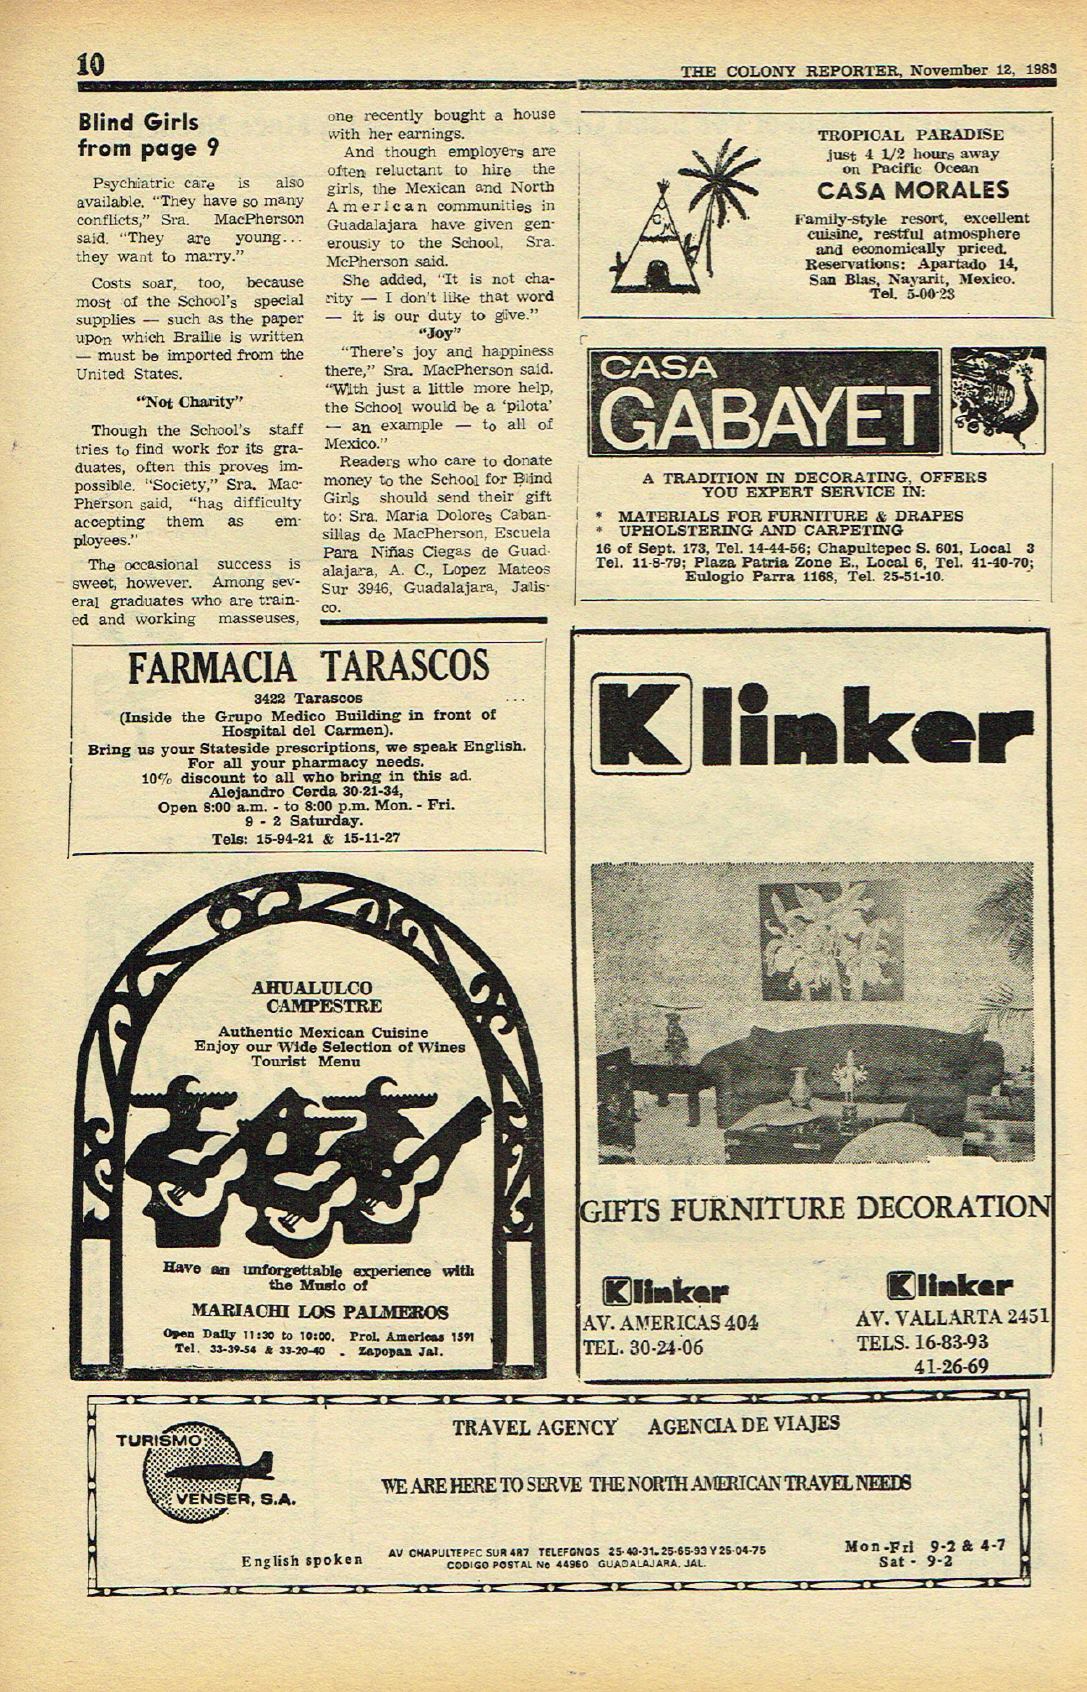 10
THE COLONY REPORTER, November 12, 1983
Blind Girls
from page 9
Psychiatric care is also
available. “They have so many
conflicts,” Sra. MacPherson
said. “They are young...
they want to marry.”
Costs soar, too, because
most of the School's special
supplies — such as the paper
upon which Braille is written
— must be imported from the
United States.
“Not Charity”
Though the School's staff
tries to find work for its gra-
duates, often this proves im-
possible. “Society,” Sra. Mac-
Pherson said, “has difficulty
accepting them as em-
ployees.”
The occasional success is
sweet, however. Among sev-
eral graduates who are train-
ed and working masseuses,
one recently bought a house
with her earnings.
And though employers are
often reluctant to hire the
girls, the Mexican and North
American communities in
Guadalajara have given gen-
erously to the School, Sra.
McPherson said.
She added, “It is not cha-
rity — I don't like that word
— it is our duty to give.”
“Joy”
“There's joy and happiness
there,” Sra. MacPherson said.
“With just a little more help,
the School would be a ‘pilota’
— an example — to all of
Mexico.”
Readers who care to donate
money to the School for Blind
Girls should send their gift
to: Sra. Maria Dolores Caban-
sillas de MacPherson, Escuela
Para Niñas Ciegas de Guad-
alajara, A. C., Lopez Mateos
Sur 3946, Guadalajara, Jalis-
co.
TROPICAL PARADISE
just 4 1/2 hours away
on Pacific Ocean
CASA MORALES
Family-style resort, excellent
cuisine, restful atmosphere
and economically priced.
Reservations: Apartado 14,
San Blas, Nayarit, Mexico.
Tel. 5-00-23
CASA
GABAYET
A TRADITION IN DECORATING, OFFERS
YOU EXPERT SERVICE IN:
* MATERIALS FOR FURNITURE & DRAPES
* UPHOLSTERING AND CARPETING
16 of Sept. 173, Tel. 14-44-56; Chapultepec S. 601, Local 3
Tel. 11-8-79; Plaza Patria Zone E., Local 6, Tel. 41-40-70;
Eulogio Parra 1168, Tel. 25-51-10.
FARMACIA TARASCOS
3422 Tarascos
(Inside the Grupo Medico Building in front of
Hospital del Carmen).
Bring us your Stateside prescriptions, we speak English.
For all your pharmacy needs.
10% discount to all who bring in this ad.
Alejandro Cerda 30-21-34,
Open 8:00 a.m. - to 8:00 p.m. Mon. - Fri.
9 - 2 Saturday.
Tels: 15-94-21 & 15-11-27
Klinker
GIFTS FURNITURE DECORATION
Klinker
AV. AMERICAS 404
TEL. 30-24-06
Klinker
AV. VALLARTA 2451
TELS. 16-83-93
41-26-69
AHUALULCO
CAMPESTRE
Authentic Mexican Cuisine
Enjoy our Wide Selection of Wines
Tourist Menu
Have an unforgettable experience with
the Music of
MARIACHI LOS PALMEROS
Open Daily 11:30 to 10:00. Prol. Americas 1591
Tel. 33-39-54 & 33-20-40 - Zapopan Jal.
TURISMO
VENSER, S.A.
TRAVEL AGENCY AGENCIA DE VIAJES
WE ARE HERE TO SERVE THE NORTH AMERICAN TRAVEL NEEDS
English spoken
AV CHAPULTEPEC SUR 487 TELEFONOS 25-40-31, 25-65-93 Y 26-04-75
CODIGO POSTAL No 44960 GUADALAJARA, JAL.
Mon-Fri 9-2 & 4-7
Sat - 9-2